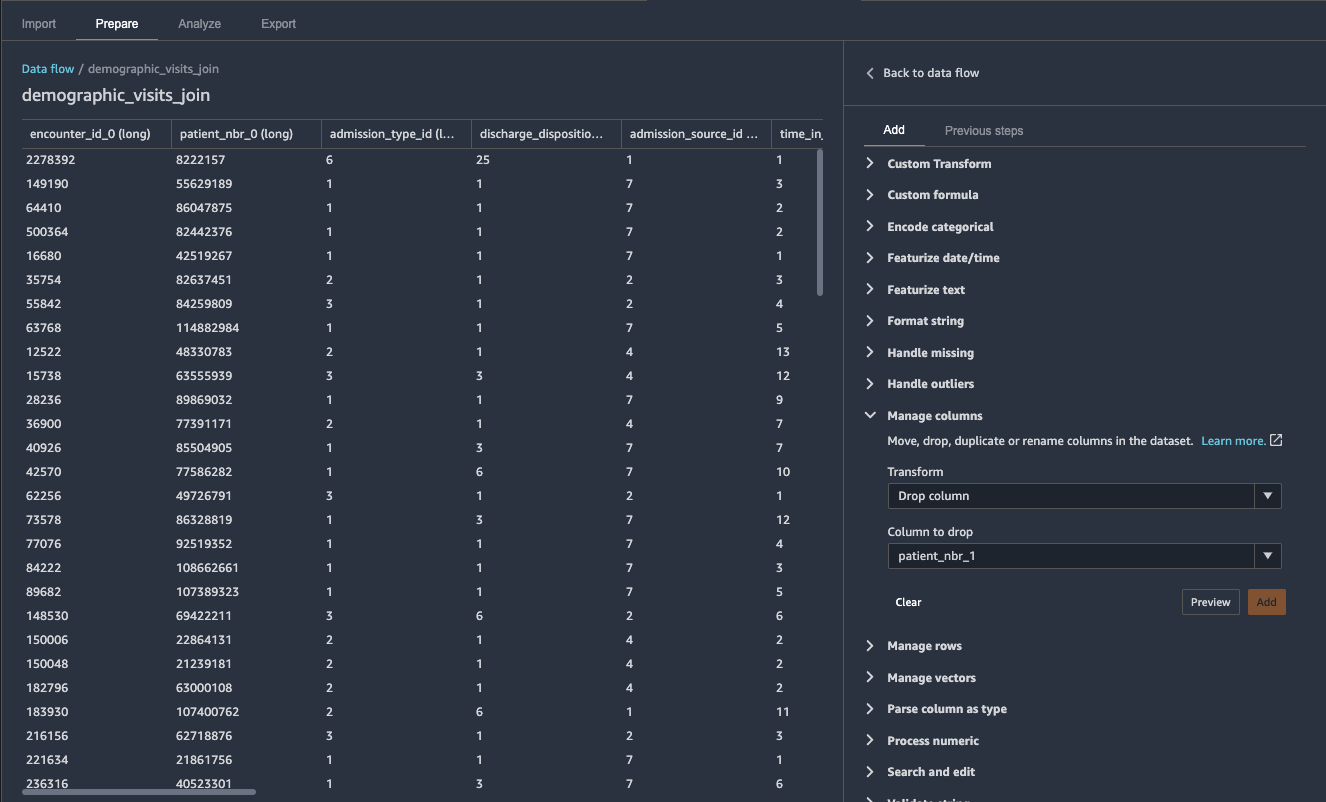 Import Prepare Analyze Export
Data flow / demographic_visits_join
demographic_visits_join
encounter_id_0 (long) patient_nbr_0 (long) admission_type_id (l... discharge_dispositio... admission_source_id ... time_in_
2278392 8222157 6 25 1 1
149190 55629189 1 1 7 3
64410 86047875 1 1 7 2
500364 82442376 1 1 7 2
16680 42519267 1 1 7 1
35754 82637451 2 1 2 3
55842 84259809 3 1 2 4
63768 114882984 1 1 7 5
12522 48330783 2 1 4 13
15738 63555939 3 3 4 12
28236 89869032 1 1 7 9
36900 77391171 2 1 4 7
40926 85504905 1 3 7 7
42570 77586282 1 6 7 10
62256 49726791 3 1 2 1
73578 86328819 1 3 7 12
77076 92519352 1 1 7 4
84222 108662661 1 1 7 3
89682 107389323 1 1 7 5
148530 69422211 3 6 2 6
150006 22864131 2 1 4 2
150048 21239181 2 1 4 2
182796 63000108 2 1 4 2
183930 107400762 2 6 1 11
216156 62718876 3 1 2 3
221634 21861756 1 1 7 1
236316 40523301 1 3 7 6
Back to data flow
Add Previous steps
Custom Transform
Custom formula
Encode categorical
Featurize date/time
Featurize text
Format string
Handle missing
Handle outliers
Manage columns
Move, drop, duplicate or rename columns in the dataset. Learn more.
Transform
Drop column
Column to drop
patient_nbr_1
Clear Preview Add
Manage rows
Manage vectors
Parse column as type
Process numeric
Search and edit
Validate string